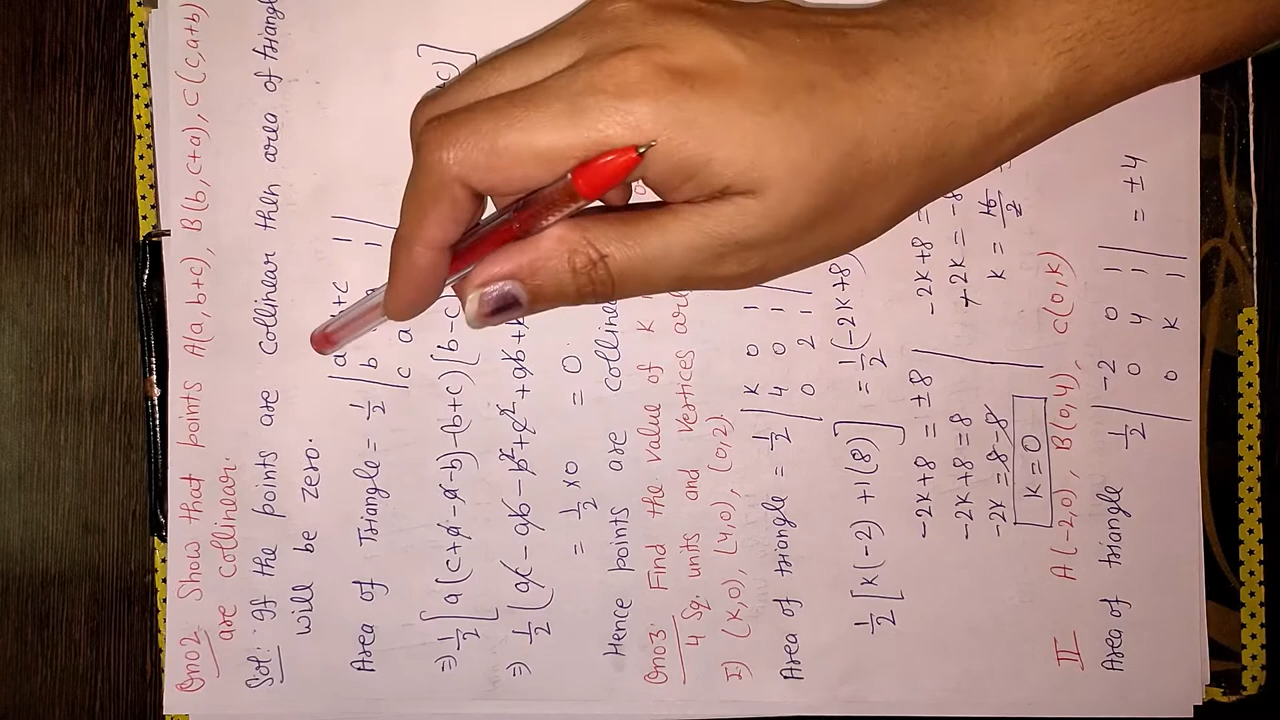 Qno2. Show that points A(a, b+c), B(b, c+a), C(c, a+b)
are collinear.
Sol: If the points are collinear then area of triangle
will be zero.
Area of Triangle = 1/2 | a b+c 1
b 1 |
c a
⇒ 1/2 [a(c+a-a-b)-(b+c)(b-c) +c)]
⇒ 1/2 (ac - ab - b² + c² + ab +
= 1/2 × 0 = 0.
Hence points are collinea
Qno3. Find the value of K
4 Sq. units and vertices are
I) (K,0), (4,0), (0,2).
Area of triangle = 1/2 | K 0 1
4 0 1
0 2 1 |
1/2 [K(-2) + 1(8)] = 1/2 (-2K+8)
-2K+8 = ±8
-2K+8 = 8
-2K = 8-8
K=0
-2K+8 =
+2K = -8
K = 16/2 =
II A(-2,0), B(0,4), C(0,K)
Area of triangle 1/2 | -2 0 1
0 4 1
0 K 1 | = ±4